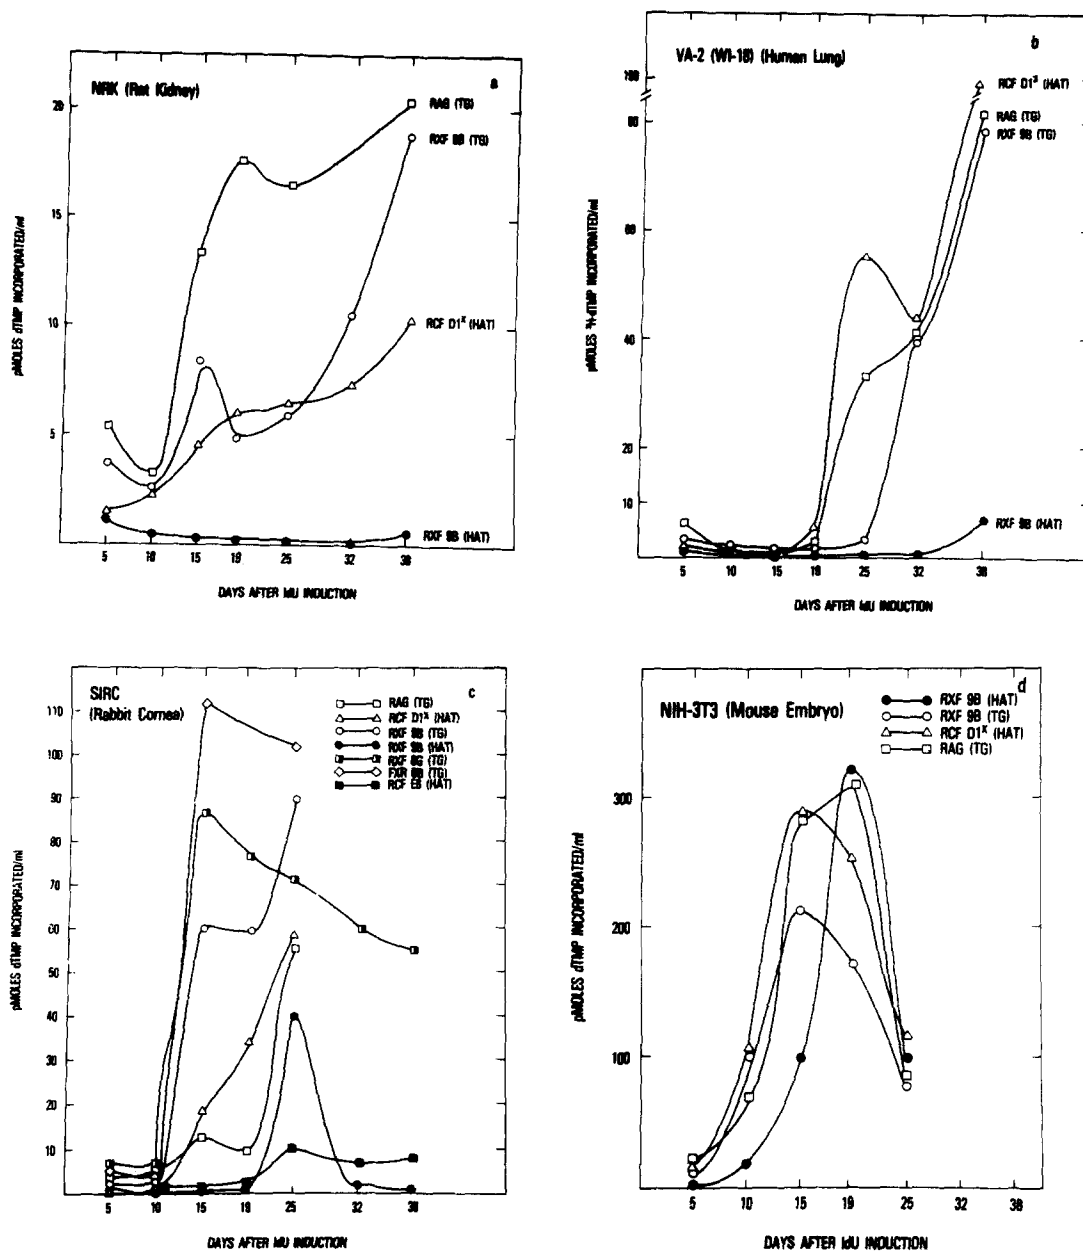 a
NRK (Rat Kidney)
pMOLES dTMP INCORPORATED/ml
20
15
10
5
RAG (TG)
RXF 9B (TG)
RCF D1x (HAT)
RXF 9B (HAT)
5 10 15 19 25 32 38
DAYS AFTER IdU INDUCTION
b
VA-2 (WI-18) (Human Lung)
pMOLES 3H-dTMP INCORPORATED/ml
100
80
60
40
20
10
RCF D1x (HAT)
RAG (TG)
RXF 9B (TG)
RXF 9B (HAT)
5 10 15 19 25 32 38
DAYS AFTER IdU INDUCTION
c
SIRC
(Rabbit Cornea)
pMOLES dTMP INCORPORATED/ml
110
100
90
80
70
60
50
40
30
20
10
RAG (TG)
RCF D1x (HAT)
RXF 9B (TG)
RXF 9B (HAT)
RXF 8G (TG)
FXR 9B (TG)
RCF E8 (HAT)
5 10 15 20 25 32 38
DAYS AFTER IdU INDUCTION
d
NIH-3T3 (Mouse Embryo)
pMOLES dTMP INCORPORATED/ml
300
200
100
RXF 9B (HAT)
RXF 9B (TG)
RCF D1x (HAT)
RAG (TG)
5 10 15 19 25 32 38
DAYS AFTER IdU INDUCTION